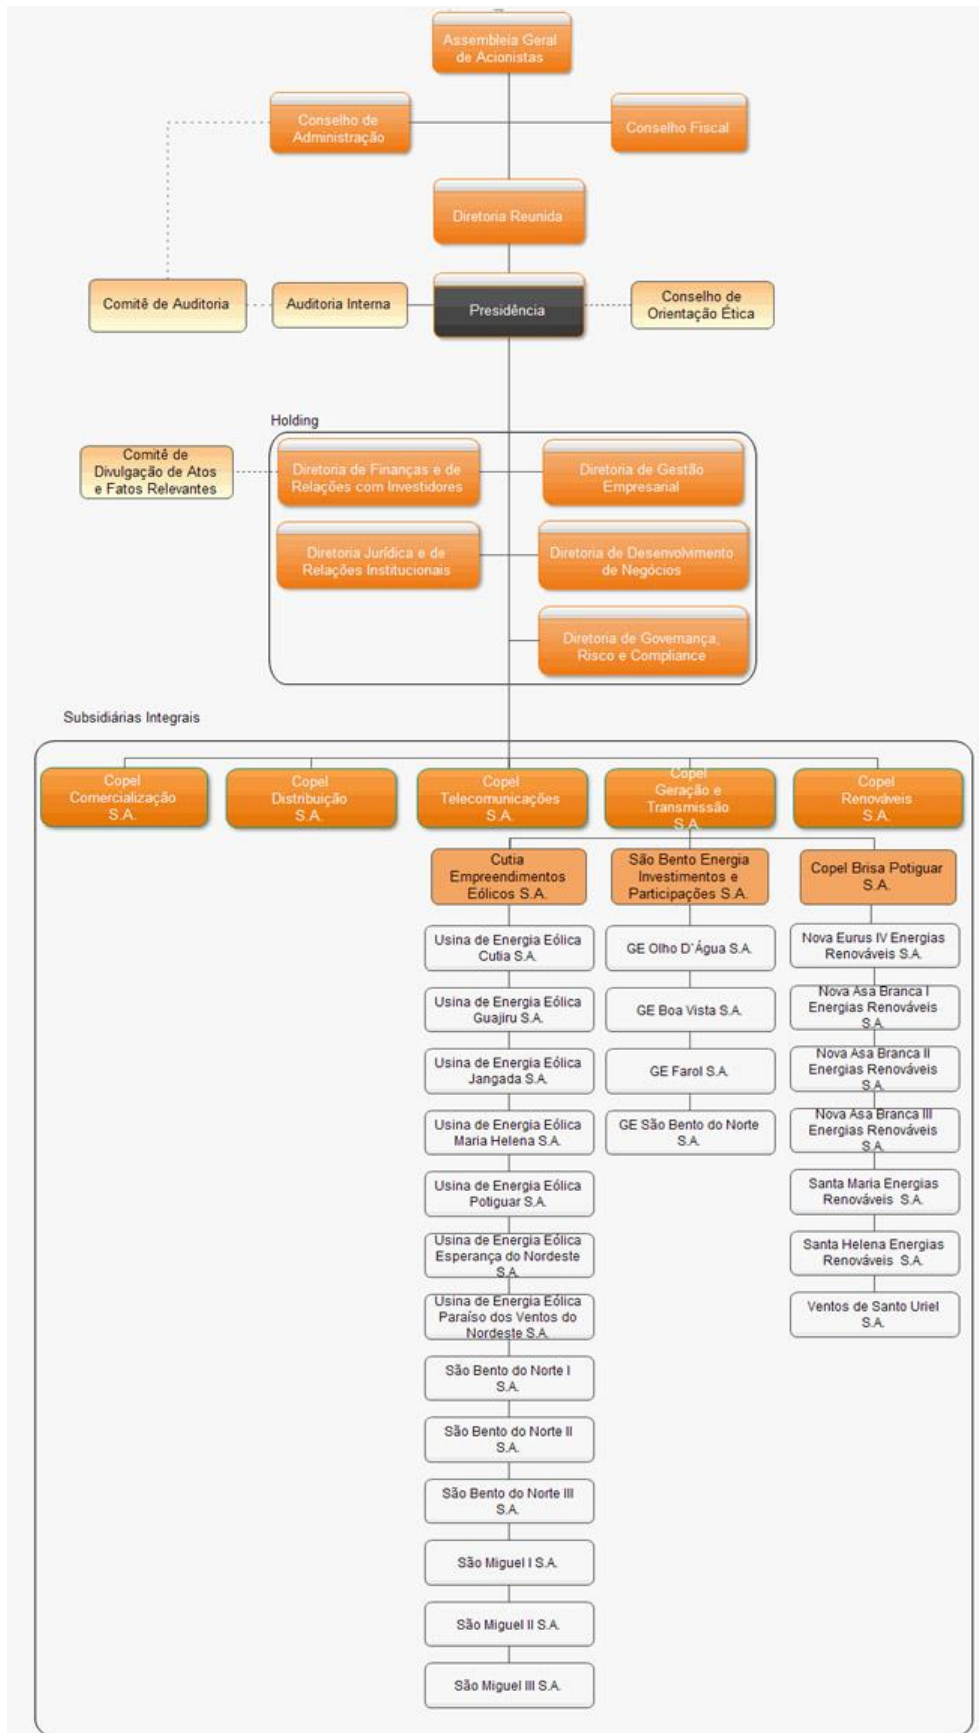 Assembleia Geral
de Acionistas
Conselho de
Administração
Conselho Fiscal
Diretoria Reunida
Comitê de Auditoria
Auditoria Interna
Presidência
Conselho de
Orientação Ética
Holding
Comitê de
Divulgação de Atos
e Fatos Relevantes
Diretoria de Finanças e de
Relações com Investidores
Diretoria de Gestão
Empresarial
Diretoria Jurídica e de
Relações Institucionais
Diretoria de Desenvolvimento
de Negócios
Diretoria de Governança,
Risco e Compliance
Subsidiárias Integrais
Copel
Comercialização
S.A.
Copel
Distribuição
S.A.
Copel
Telecomunicações
S.A.
Copel
Geração e
Transmissão
S.A
Copel
Renováveis
S.A.
Cutia
Empreendimentos
Eólicos S.A.
Usina de Energia Eólica
Cutia S.A.
Usina de Energia Eólica
Guajiru S.A.
Usina de Energia Eólica
Jangada S.A.
Usina de Energia Eólica
Maria Helena S.A.
Usina de Energia Eólica
Potiguar S.A.
Usina de Energia Eólica
Esperança do Nordeste
S.A.
Usina de Energia Eólica
Paraíso dos Ventos do
Nordeste S.A.
São Bento do Norte I
S.A.
São Bento do Norte II
S.A.
São Bento do Norte III
S.A.
São Miguel I S.A.
São Miguel II S.A.
São Miguel III S.A.
São Bento Energia
Investimentos e
Participações S.A.
GE Olho D`Água S.A.
GE Boa Vista S.A.
GE Farol S.A.
GE São Bento do Norte
S.A.
Copel Brisa Potiguar
S.A.
Nova Eurus IV Energias
Renováveis S.A.
Nova Asa Branca I
Energias Renováveis
S.A.
Nova Asa Branca II
Energias Renováveis
S.A.
Nova Asa Branca III
Energias Renováveis
S.A.
Santa Maria Energias
Renováveis S.A.
Santa Helena Energias
Renováveis S.A.
Ventos de Santo Uriel
S.A.